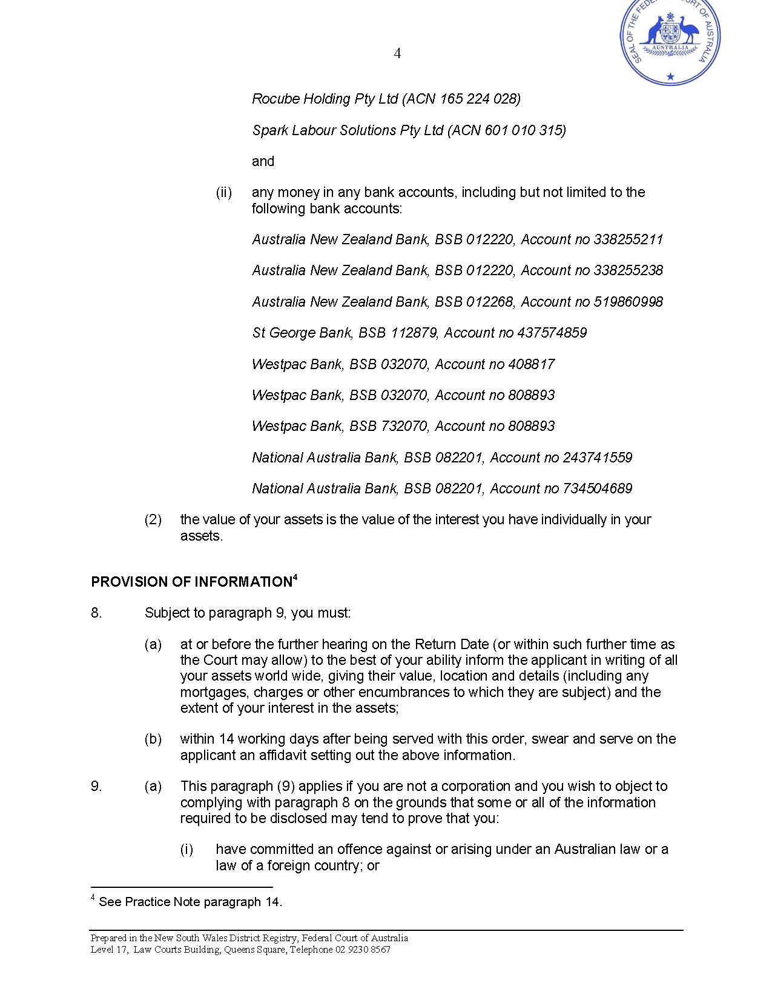 SEAL OF THE FEDERAL COURT OF AUSTRALIA
AUSTRALIA
4
Rocube Holding Pty Ltd (ACN 165 224 028)
Spark Labour Solutions Pty Ltd (ACN 601 010 315)
and
(ii) any money in any bank accounts, including but not limited to the
following bank accounts:
Australia New Zealand Bank, BSB 012220, Account no 338255211
Australia New Zealand Bank, BSB 012220, Account no 338255238
Australia New Zealand Bank, BSB 012268, Account no 519860998
St George Bank, BSB 112879, Account no 437574859
Westpac Bank, BSB 032070, Account no 408817
Westpac Bank, BSB 032070, Account no 808893
Westpac Bank, BSB 732070, Account no 808893
National Australia Bank, BSB 082201, Account no 243741559
National Australia Bank, BSB 082201, Account no 734504689
(2) the value of your assets is the value of the interest you have individually in your
assets.
PROVISION OF INFORMATION4
8. Subject to paragraph 9, you must:
(a) at or before the further hearing on the Return Date (or within such further time as
the Court may allow) to the best of your ability inform the applicant in writing of all
your assets world wide, giving their value, location and details (including any
mortgages, charges or other encumbrances to which they are subject) and the
extent of your interest in the assets;
(b) within 14 working days after being served with this order, swear and serve on the
applicant an affidavit setting out the above information.
9. (a) This paragraph (9) applies if you are not a corporation and you wish to object to
complying with paragraph 8 on the grounds that some or all of the information
required to be disclosed may tend to prove that you:
(i) have committed an offence against or arising under an Australian law or a
law of a foreign country; or
4 See Practice Note paragraph 14.
Prepared in the New South Wales District Registry, Federal Court of Australia
Level 17, Law Courts Building, Queens Square, Telephone 02 9230 8567